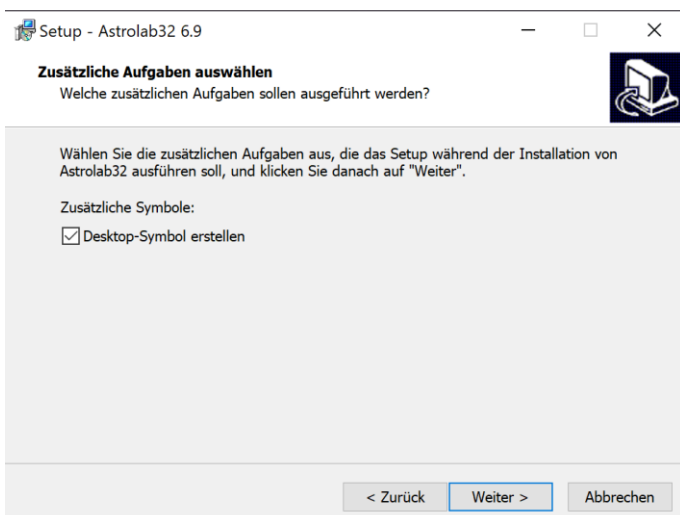 Setup - Astrolab32 6.9
Zusätzliche Aufgaben auswählen
Welche zusätzlichen Aufgaben sollen ausgeführt werden?
Wählen Sie die zusätzlichen Aufgaben aus, die das Setup während der Installation von
Astrolab32 ausführen soll, und klicken Sie danach auf "Weiter".
Zusätzliche Symbole:
Desktop-Symbol erstellen
< Zurück
Weiter >
Abbrechen